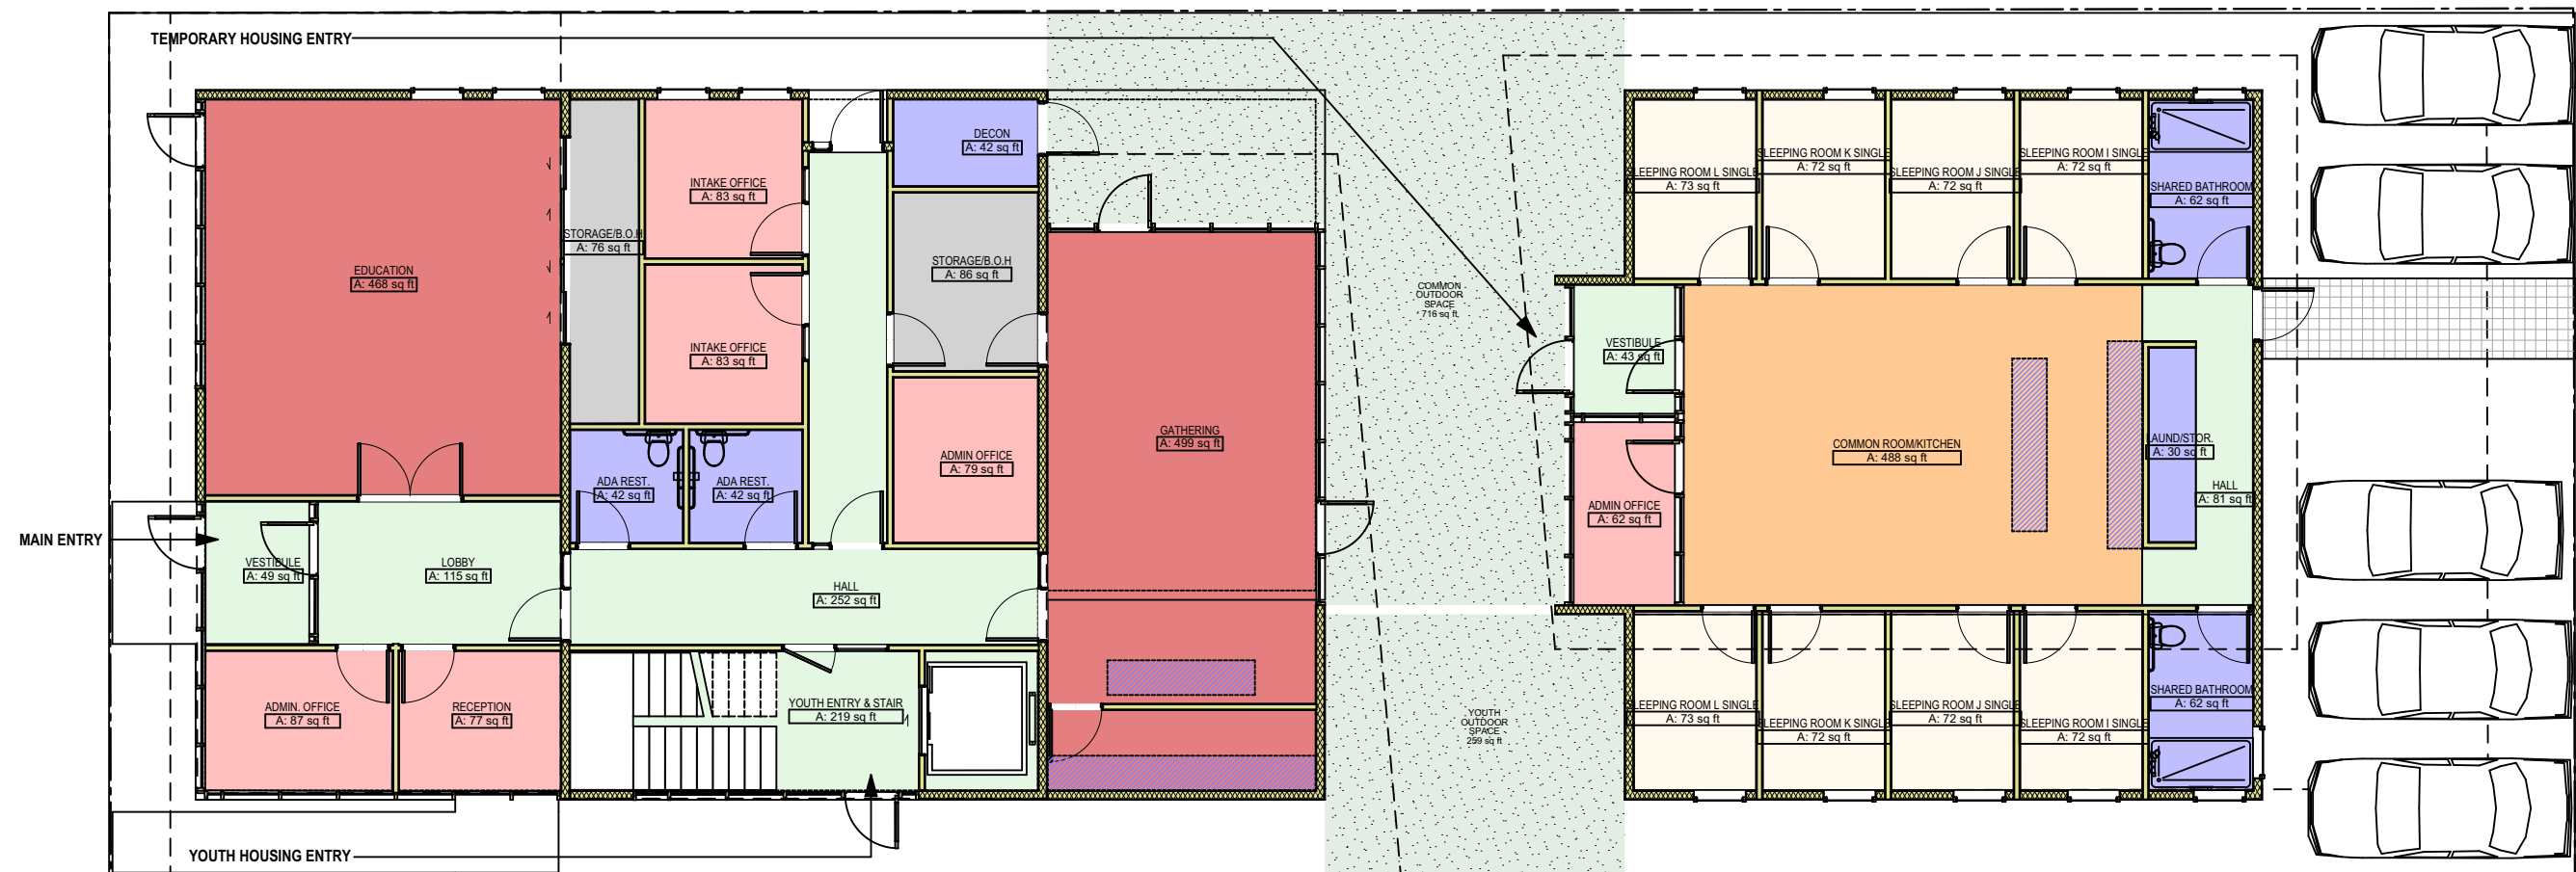 TEMPORARY HOUSING ENTRY
DECON
A: 42 sq ft
INTAKE OFFICE
A: 83 sq ft
STORAGE/B.O.H
A: 76 sq ft
EDUCATION
A: 468 sq ft
STORAGE/B.O.H
A: 86 sq ft
INTAKE OFFICE
A: 83 sq ft
GATHERING
A: 499 sq ft
ADMIN OFFICE
A: 79 sq ft
ADA REST.
A: 42 sq ft
ADA REST.
A: 42 sq ft
MAIN ENTRY
VESTIBULE
A: 49 sq ft
LOBBY
A: 115 sq ft
HALL
A: 252 sq ft
ADMIN. OFFICE
A: 87 sq ft
RECEPTION
A: 77 sq ft
YOUTH ENTRY & STAIR
A: 219 sq ft
YOUTH HOUSING ENTRY
COMMON
OUTDOOR
SPACE
716 sq ft
YOUTH
OUTDOOR
SPACE
259 sq ft
SLEEPING ROOM L SINGLE
A: 73 sq ft
SLEEPING ROOM K SINGLE
A: 72 sq ft
SLEEPING ROOM J SINGLE
A: 72 sq ft
SLEEPING ROOM I SINGLE
A: 72 sq ft
SHARED BATHROOM
A: 62 sq ft
VESTIBULE
A: 43 sq ft
COMMON ROOM/KITCHEN
A: 488 sq ft
LAUND/STOR.
A: 30 sq ft
HALL
A: 81 sq ft
ADMIN OFFICE
A: 62 sq ft
SLEEPING ROOM L SINGLE
A: 73 sq ft
SLEEPING ROOM K SINGLE
A: 72 sq ft
SLEEPING ROOM J SINGLE
A: 72 sq ft
SLEEPING ROOM I SINGLE
A: 72 sq ft
SHARED BATHROOM
A: 62 sq ft